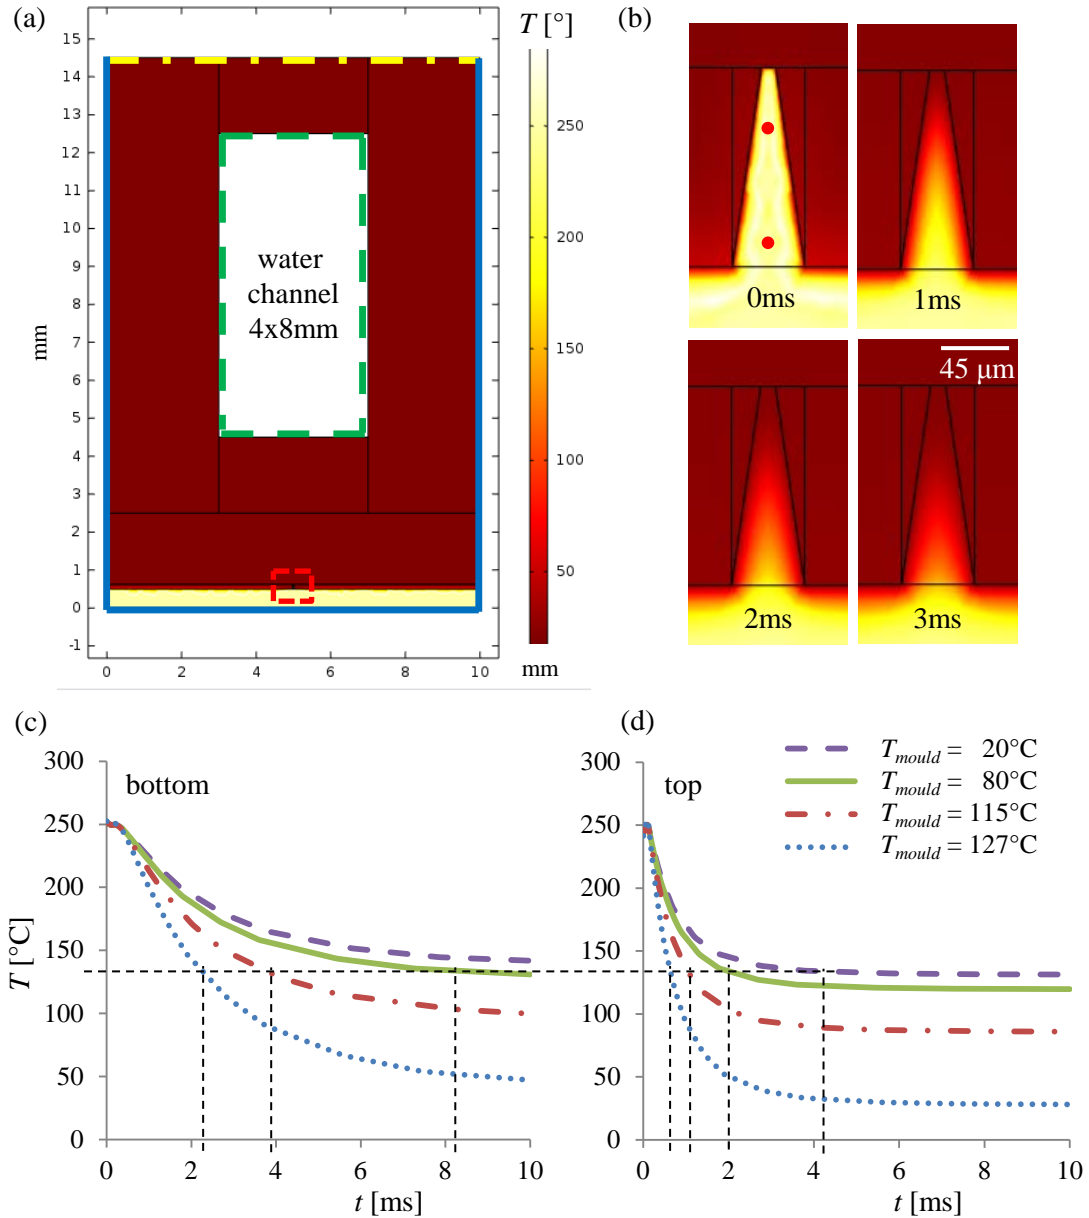 (a)
T [°]
15
14
13
12
11
10
9
8
7
6
5
4
3
2
1
0
-1
mm
water
channel
4x8mm
0
2
4
6
8
10
mm
250
200
150
100
50
(b)
0ms
1ms
45 μm
2ms
3ms
(c)
bottom
300
250
200
150
100
50
0
T [°C]
0
2
4
6
8
10
t [ms]
(d)
top
T_mould = 20°C
T_mould = 80°C
T_mould = 115°C
T_mould = 127°C
300
250
200
150
100
50
0
0
2
4
6
8
10
t [ms]